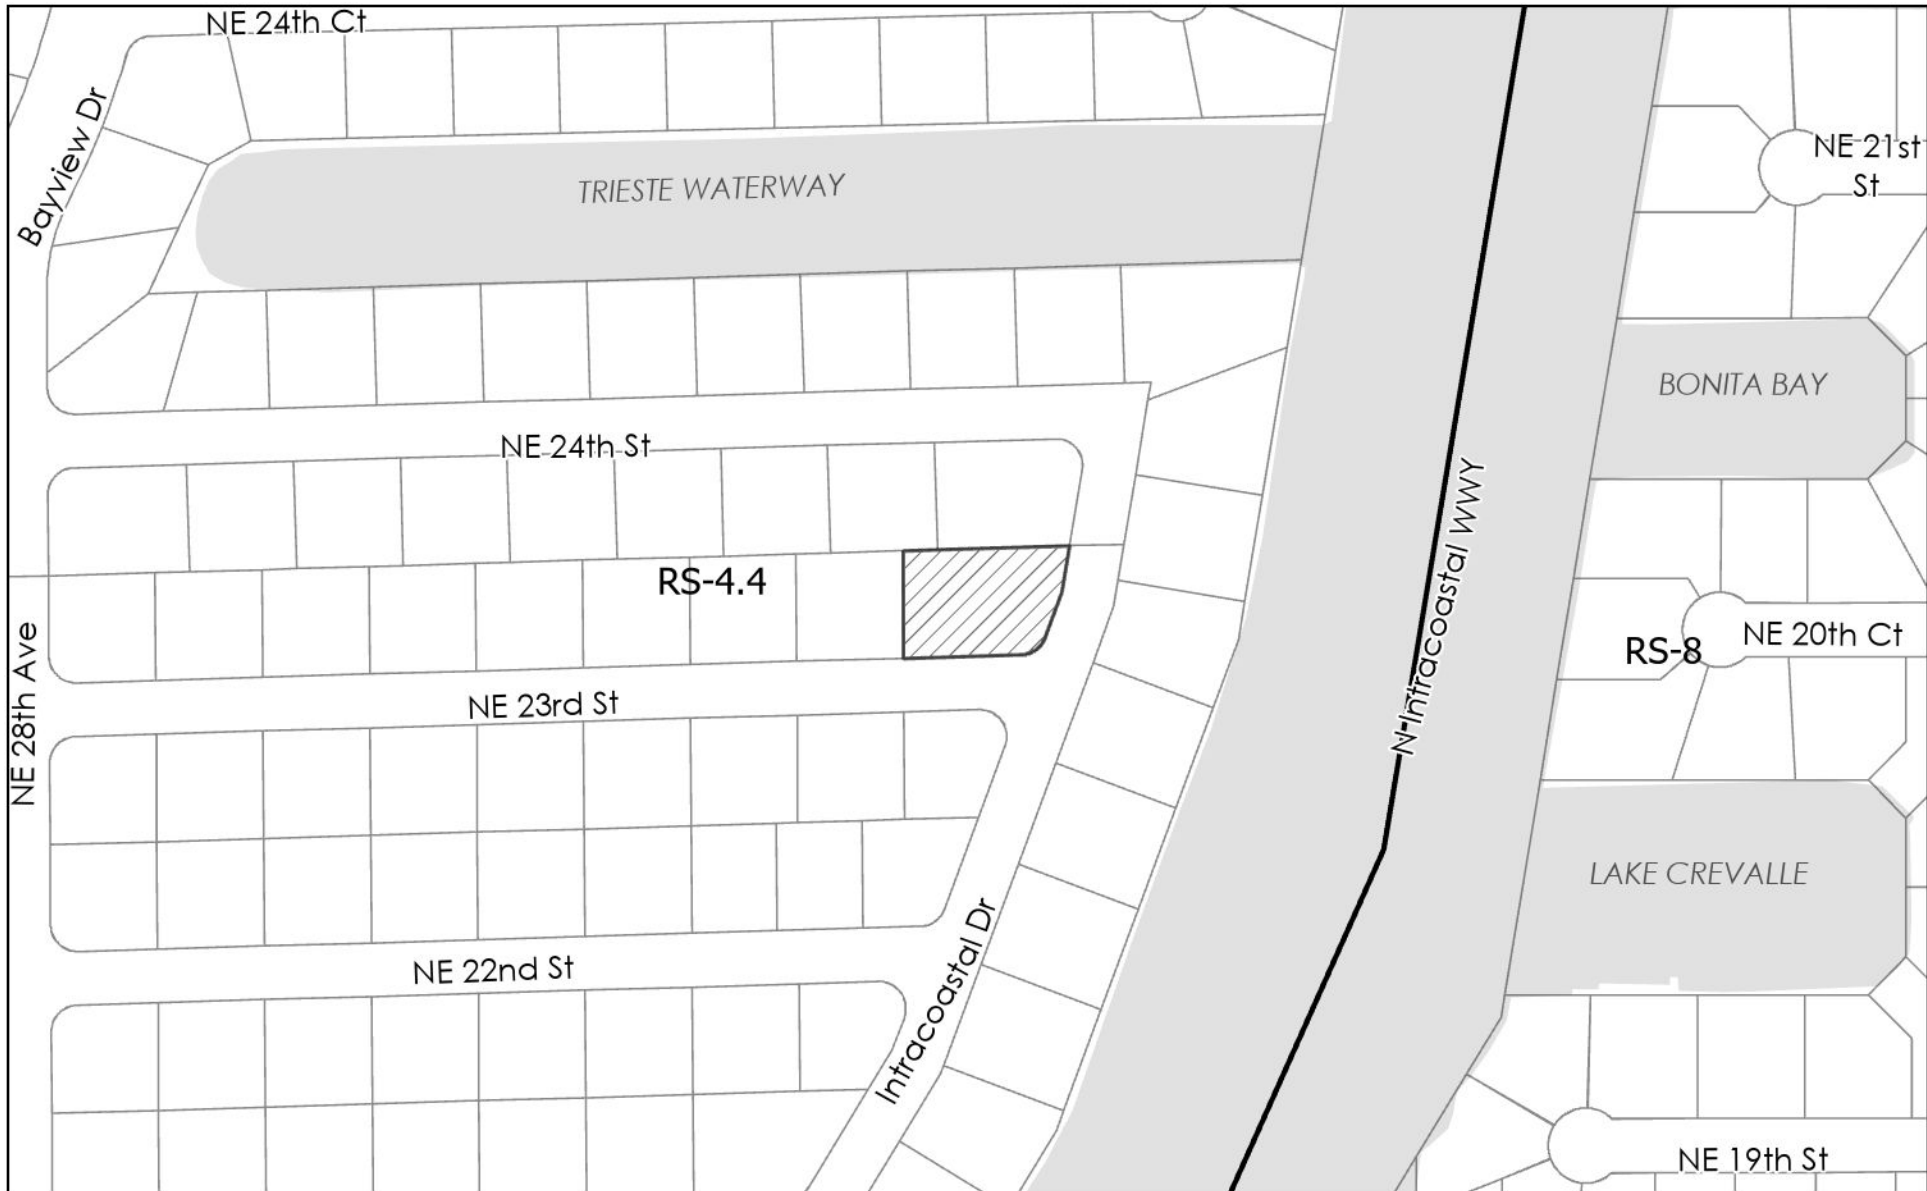 NE 24th Ct
Bayview Dr
TRIESTE WATERWAY
NE 21st
St
BONITA BAY
NE 24th St
N Intracoastal WWY
RS-4.4
NE 28th Ave
RS-8
NE 20th Ct
NE 23rd St
LAKE CREVALLE
NE 22nd St
Intracoastal Dr
NE 19th St